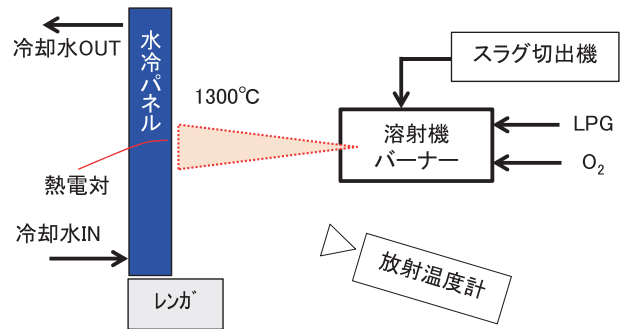 冷却水OUT
水冷パネル
スラグ切出機
1300℃
溶射機
バーナー
LPG
O₂
熱電対
冷却水IN
放射温度計
レンガ